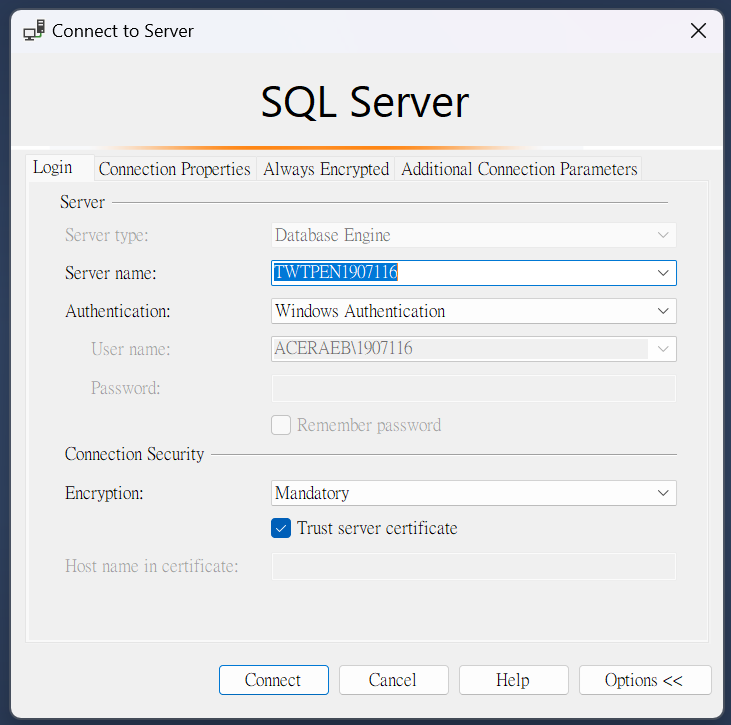 Connect to Server
SQL Server
Login Connection Properties Always Encrypted Additional Connection Parameters
Server
Server type: Database Engine
Server name: TWTPEN1907116
Authentication: Windows Authentication
User name: ACERAEB\1907116
Password:
Remember password
Connection Security
Encryption: Mandatory
Trust server certificate
Host name in certificate:
Connect Cancel Help Options <<